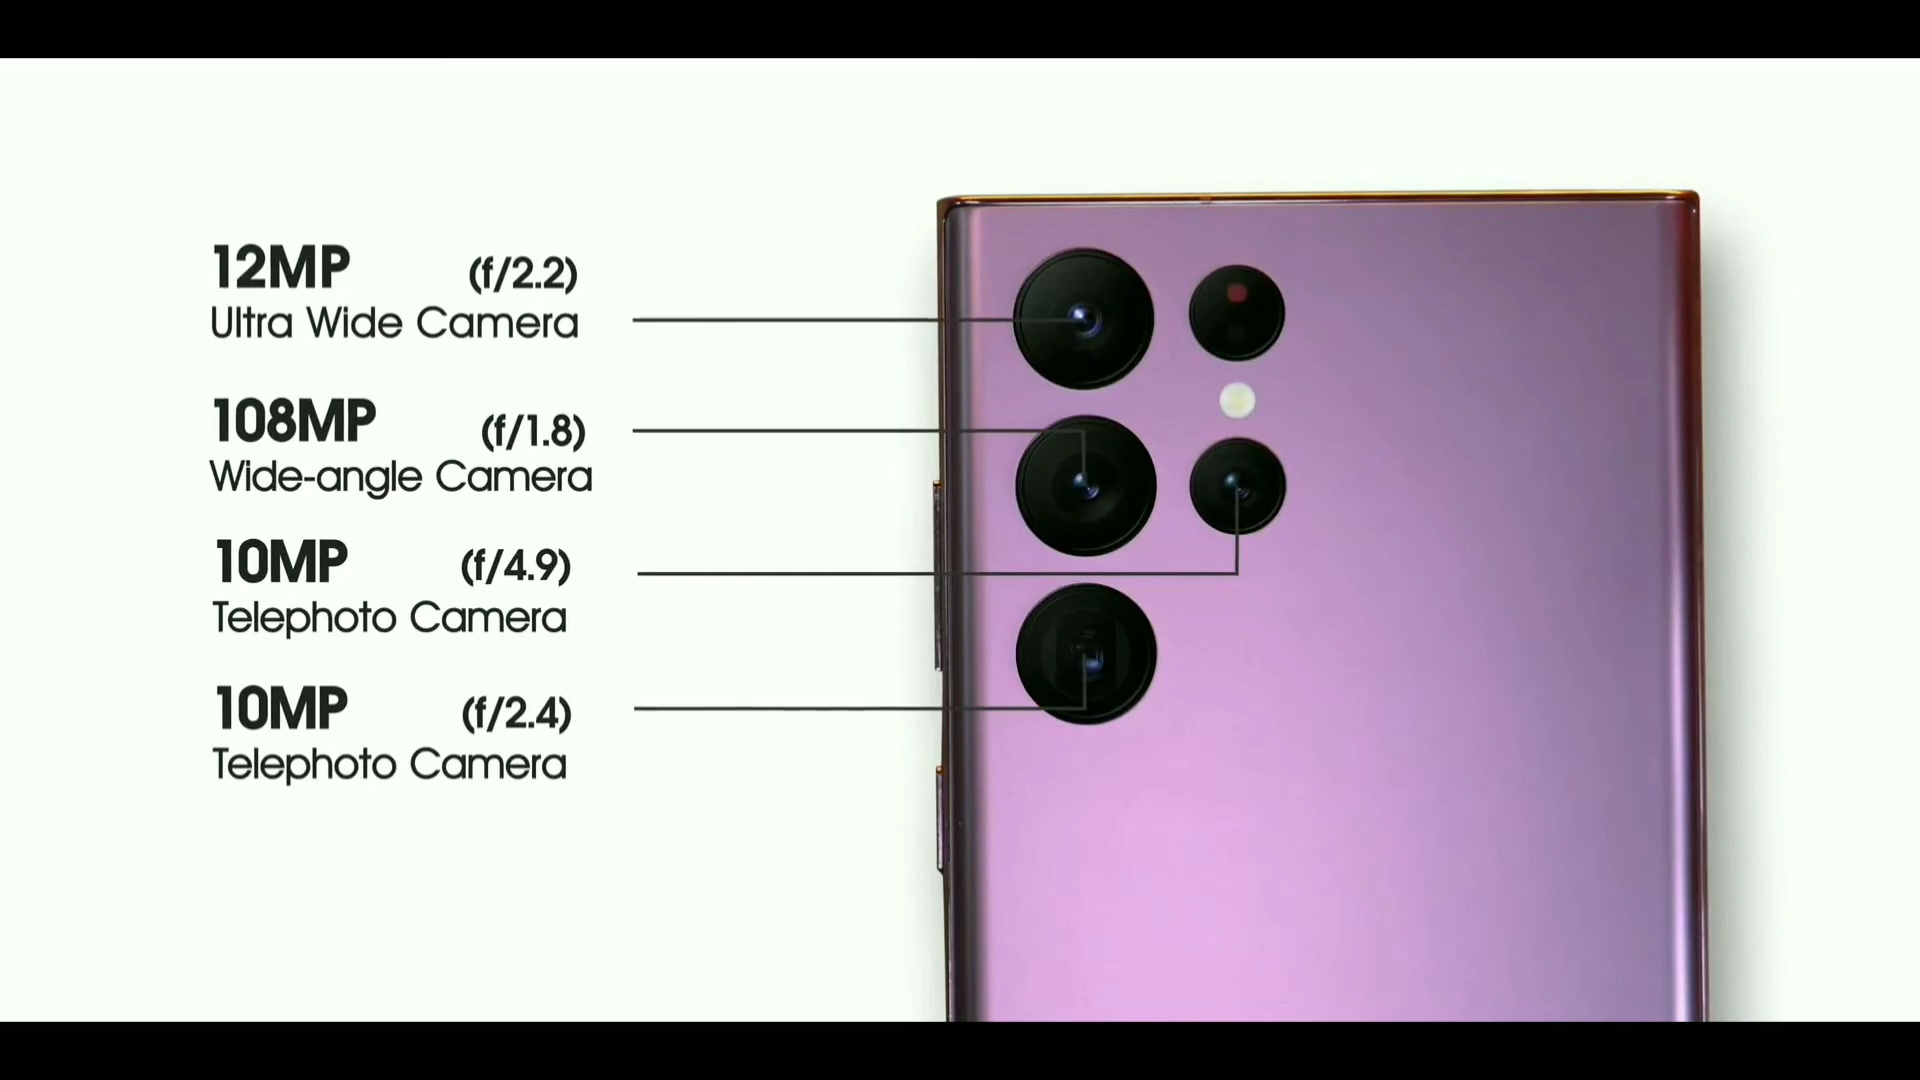 12MP (f/2.2)
Ultra Wide Camera
108MP (f/1.8)
Wide-angle Camera
10MP (f/4.9)
Telephoto Camera
10MP (f/2.4)
Telephoto Camera